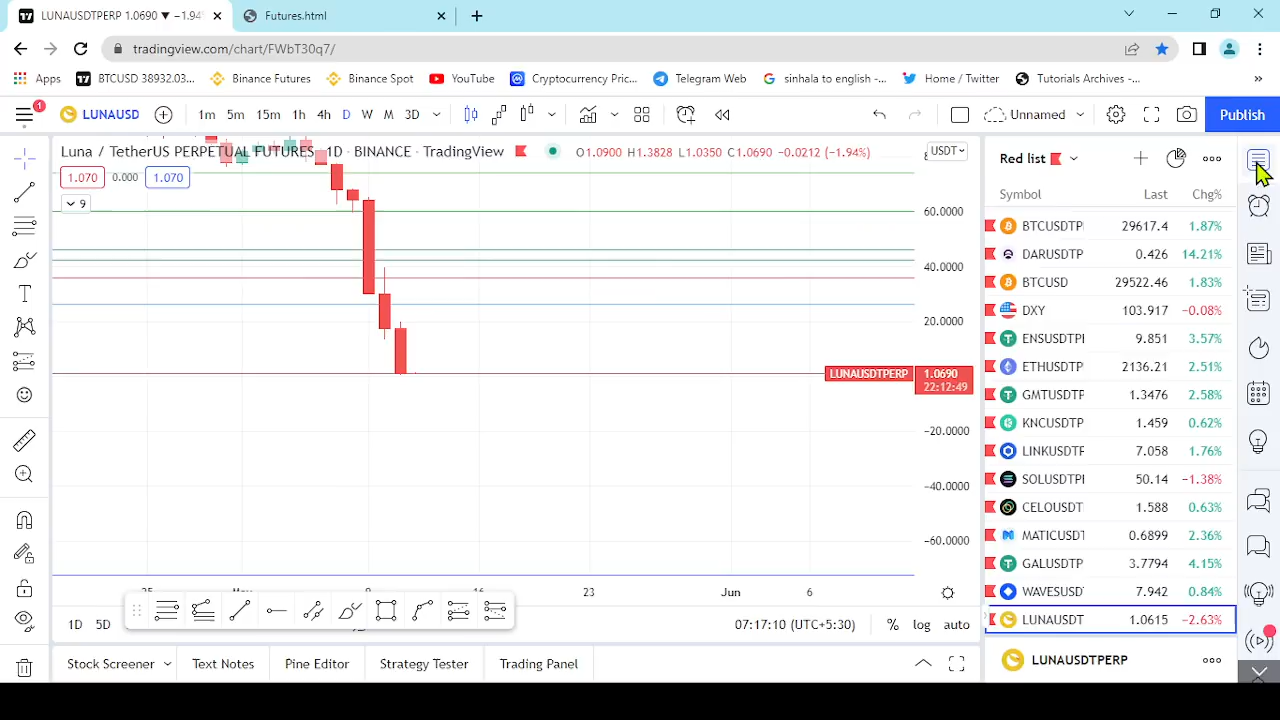 LUNAUSDTPERP 1.0690 ▼ −1.94%
Futures.html
tradingview.com/chart/FWbT30q7/
Apps
BTCUSD 38932.03...
Binance Futures
Binance Spot
YouTube
Cryptocurrency Pric...
Telegram Web
sinhala to english -...
Home / Twitter
Tutorials Archives -...
»
1
LUNAUSD
1m 5m 15m 1h 4h D W M 3D
Unnamed
Publish
Luna / TetherUS PERPETUAL FUTURES · 1D · BINANCE · TradingView
O1.0900 H1.3828 L1.0350 C1.0690 −0.0212 (−1.94%)
USDT
1.070 0.000 1.070
9
60.0000
40.0000
20.0000
LUNAUSDTPERP 1.0690
22:12:49
−20.0000
−40.0000
−60.0000
9 16 23 Jun 6
1D 5D
07:17:10 (UTC+5:30)
% log auto
Stock Screener
Text Notes
Pine Editor
Strategy Tester
Trading Panel
Red list
Symbol Last Chg%
BTCUSDTPI 29617.4 1.87%
DARUSDTP 0.426 14.21%
BTCUSD 29522.46 1.83%
DXY 103.917 −0.08%
ENSUSDTPI 9.851 3.57%
ETHUSDTP 2136.21 2.51%
GMTUSDTP 1.3476 2.58%
KNCUSDTP 1.459 0.62%
LINKUSDTP 7.058 1.76%
SOLUSDTPI 50.14 −1.38%
CELOUSDT 1.588 0.63%
MATICUSDT 0.6899 2.36%
GALUSDTP 3.7794 4.15%
WAVESUSD 7.942 0.84%
LUNAUSDT 1.0615 −2.63%
LUNAUSDTPERP